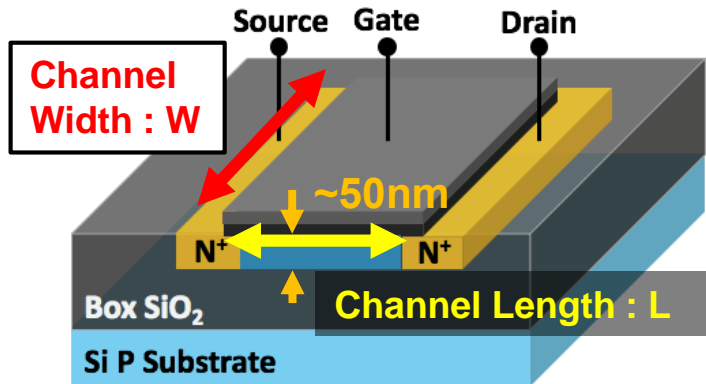 Source
Gate
Drain
Channel
Width : W
~50nm
N⁺
N⁺
Channel Length : L
Box SiO₂
Si P Substrate